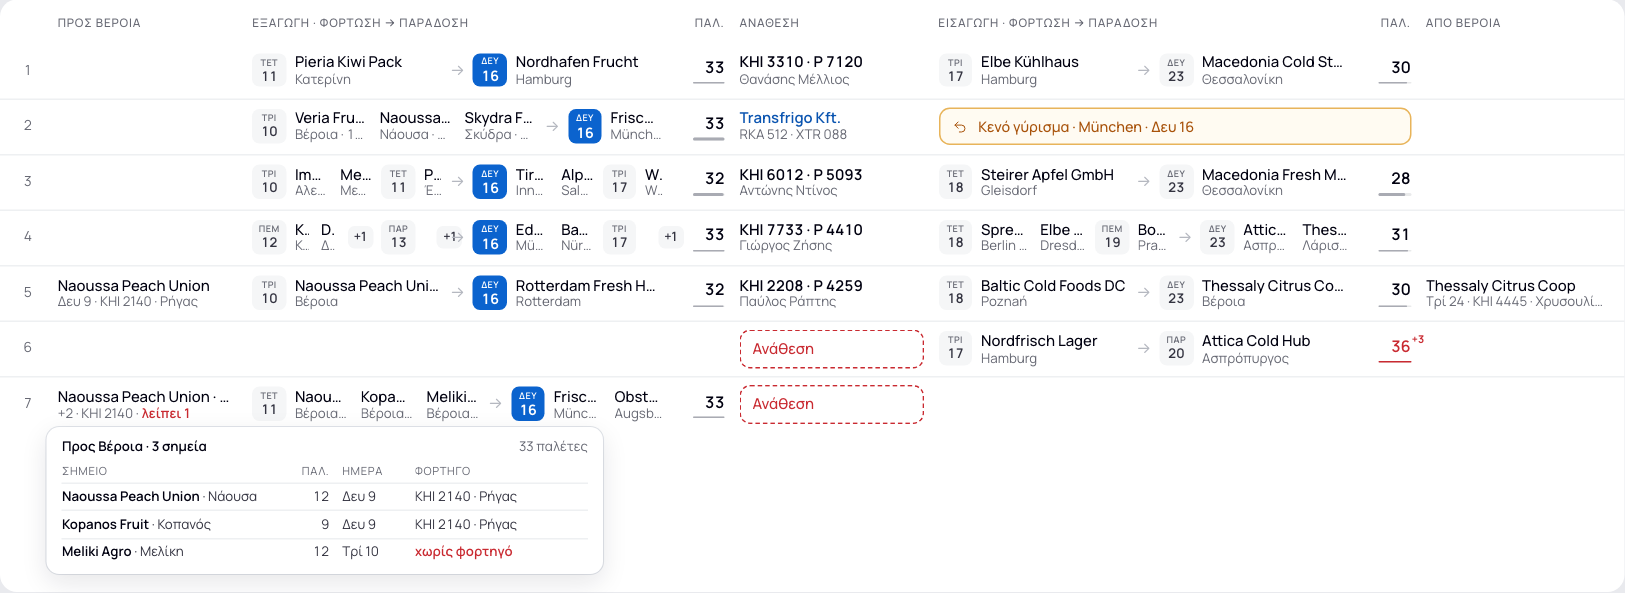 ΠΡΟΣ ΒΕΡΟΙΑ ΕΞΑΓΩΓΗ · ΦΟΡΤΩΣΗ → ΠΑΡΑΔΟΣΗ ΠΑΛ. ΑΝΑΘΕΣΗ ΕΙΣΑΓΩΓΗ · ΦΟΡΤΩΣΗ → ΠΑΡΑΔΟΣΗ ΠΑΛ. ΑΠΟ ΒΕΡΟΙΑ
1 ΤΕΤ 11 Pieria Kiwi Pack → ΔΕΥ 16 Nordhafen Frucht 33 ΚΗΙ 3310 · Ρ 7120 ΤΡΙ 17 Elbe Kühlhaus → ΔΕΥ 23 Macedonia Cold St... 30
Κατερίνη Hamburg Θανάσης Μέλλιος Hamburg Θεσσαλονίκη
2 ΤΡΙ 10 Veria Fru... Naoussa... Skydra F... → ΔΕΥ 16 Frisc... 33 Transfrigo Kft. Κενό γύρισμα · München · Δευ 16
Βέροια · 1... Νάουσα · ... Σκύδρα · ... Münch... RKA 512 · XTR 088
3 ΤΡΙ 10 Im... Me... ΤΕΤ 11 P... → ΔΕΥ 16 Tir... Alp... ΤΡΙ 17 W. 32 ΚΗΙ 6012 · Ρ 5093 ΤΕΤ 18 Steirer Apfel GmbH → ΔΕΥ 23 Macedonia Fresh M... 28
Αλε... Με... Έ... Inn... Sal... W.. Αντώνης Ντίνος Gleisdorf Θεσσαλονίκη
4 ΠΕΜ 12 K.. D. +1 ΠΑΡ 13 +1 → ΔΕΥ 16 Ed... Ba... ΤΡΙ 17 +1 33 ΚΗΙ 7733 · Ρ 4410 ΤΕΤ 18 Spre... Elbe ... ΠΕΜ 19 Bo... → ΔΕΥ 23 Attic... Thes... 31
Κ.. Δ.. Mü... Nür... Γιώργος Ζήσης Berlin ... Dresd... Pra... Ασπρ... Λάρισ...
5 Naoussa Peach Union ΤΡΙ 10 Naoussa Peach Uni... → ΔΕΥ 16 Rotterdam Fresh H... 32 ΚΗΙ 2208 · Ρ 4259 ΤΕΤ 18 Baltic Cold Foods DC → ΔΕΥ 23 Thessaly Citrus Co... 30 Thessaly Citrus Coop
Δευ 9 · ΚΗΙ 2140 · Ρήγας Βέροια Rotterdam Παύλος Ράπτης Poznań Βέροια Τρί 24 · ΚΗΙ 4445 · Χρυσουλί...
6 Ανάθεση ΤΡΙ 17 Nordfrisch Lager → ΠΑΡ 20 Attica Cold Hub 36 +3
Hamburg Ασπρόπυργος
7 Naoussa Peach Union · ... ΤΕΤ 11 Naou... Kopa... Meliki... → ΔΕΥ 16 Frisc... Obst... 33 Ανάθεση
+2 · ΚΗΙ 2140 · λείπει 1 Βέροια... Βέροια... Βέροια... Münc... Augsb...
Προς Βέροια · 3 σημεία 33 παλέτες
ΣΗΜΕΙΟ ΠΑΛ. ΗΜΕΡΑ ΦΟΡΤΗΓΟ
Naoussa Peach Union · Νάουσα 12 Δευ 9 ΚΗΙ 2140 · Ρήγας
Kopanos Fruit · Κοπανός 9 Δευ 9 ΚΗΙ 2140 · Ρήγας
Meliki Agro · Μελίκη 12 Τρί 10 χωρίς φορτηγό